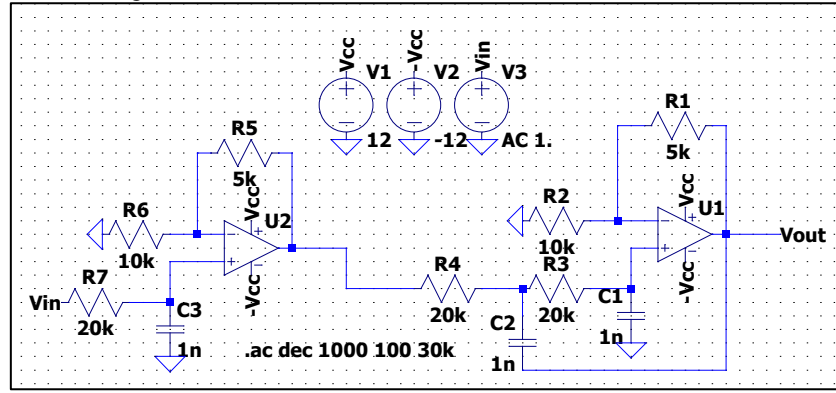 Vcc
V1
12
-Vcc
V2
-12
Vin
V3
AC 1.
R5
5k
R6
10k
Vcc
U2
-Vcc
R7
Vin
20k
C3
1n
R1
5k
R2
10k
Vcc
U1
-Vcc
Vout
R4
20k
R3
20k
C1
1n
C2
1n
.ac dec 1000 100 30k